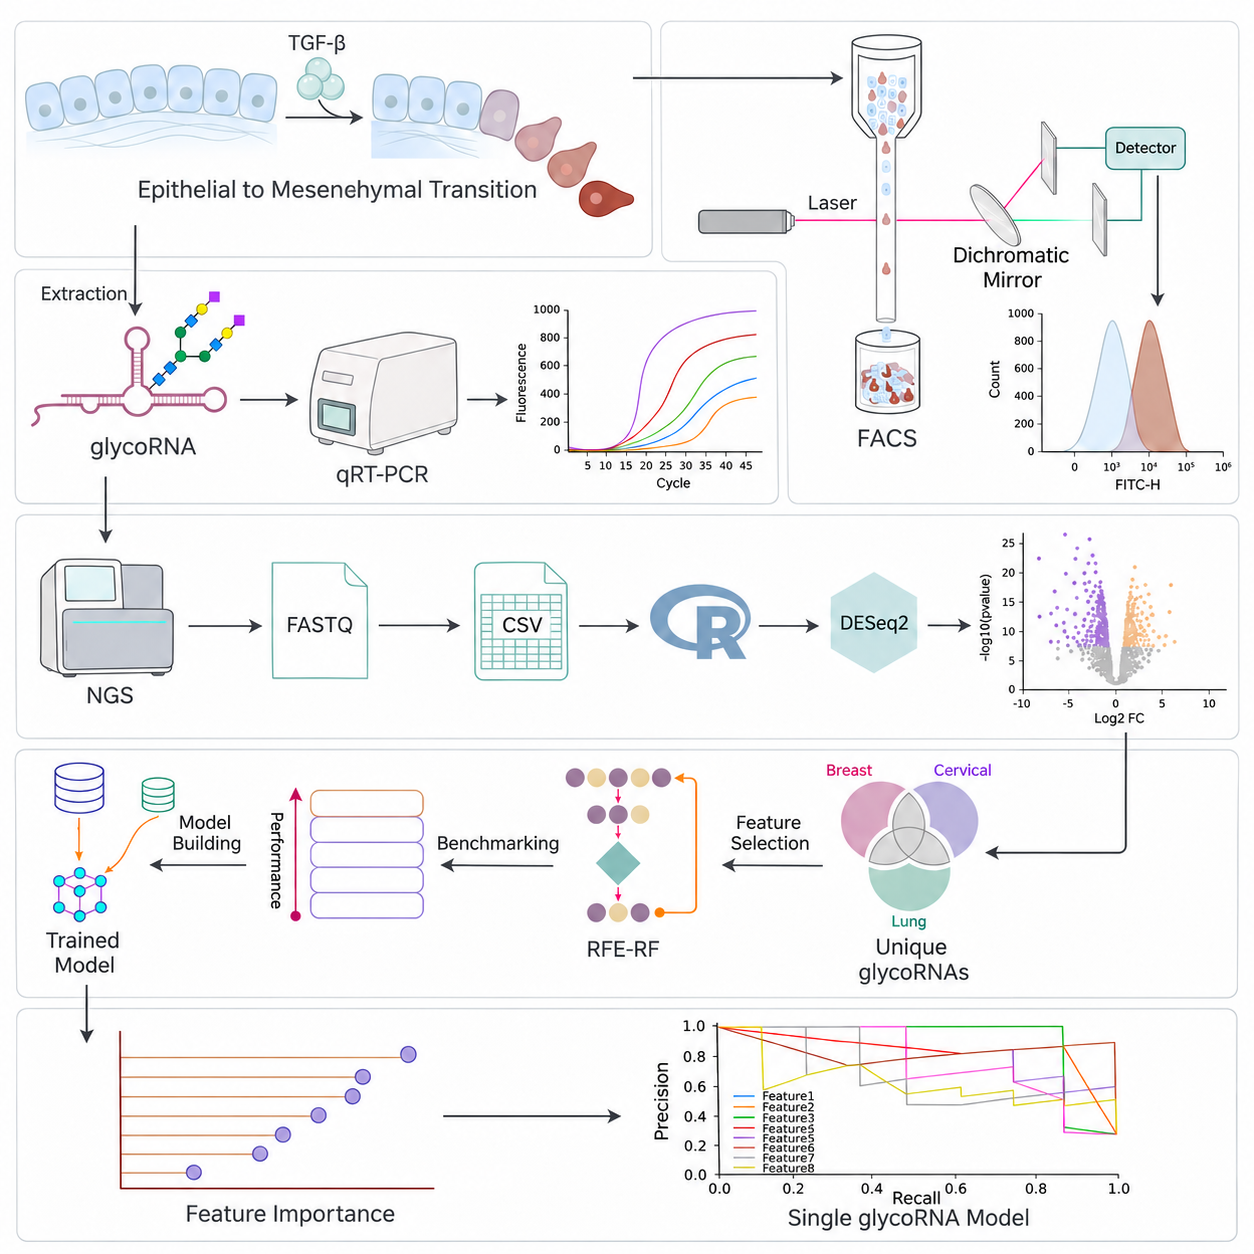 TGF-β
Epithelial to Mesenehymal Transition
Laser
Detector
Dichromatic
Mirror
FACS
1000
800
600
400
200
0
Count
0 10³ 10⁴ 10⁵ 10⁶
FITC-H
Extraction
glycoRNA
qRT-PCR
1000
800
600
400
200
0
Fluorescence
5 10 15 20 25 30 35 40 45
Cycle
NGS
FASTQ
CSV
R
DESeq2
25
20
15
10
5
0
-log10(pvalue)
-10 -5 0 5 10
Log2 FC
Breast
Cervical
Lung
Unique
glycoRNAs
Feature
Selection
RFE-RF
Benchmarking
Performance
Model
Building
Trained
Model
Feature Importance
1.0
0.8
0.6
0.4
0.2
0.0
Precision
Feature1
Feature2
Feature3
Feature5
Feature5
Feature6
Feature7
Feature8
0.0 0.2 0.4 0.6 0.8 1.0
Recall
Single glycoRNA Model